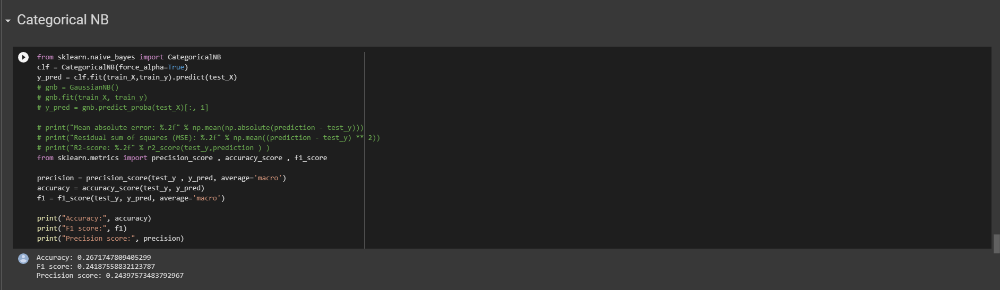 Categorical NB
from sklearn.naive_bayes import CategoricalNB
clf = CategoricalNB(force_alpha=True)
y_pred = clf.fit(train_X,train_y).predict(test_X)
# gnb = GaussianNB()
# gnb.fit(train_X, train_y)
# y_pred = gnb.predict_proba(test_X)[:, 1]
# print("Mean absolute error: %.2f" % np.mean(np.absolute(prediction - test_y)))
# print("Residual sum of squares (MSE): %.2f" % np.mean((prediction - test_y) ** 2))
# print("R2-score: %.2f" % r2_score(test_y,prediction ) )
from sklearn.metrics import precision_score , accuracy_score , f1_score
precision = precision_score(test_y , y_pred, average='macro')
accuracy = accuracy_score(test_y, y_pred)
f1 = f1_score(test_y, y_pred, average='macro')
print("Accuracy:", accuracy)
print("F1 score:", f1)
print("Precision score:", precision)
Accuracy: 0.2671747809405299
F1 score: 0.24187558832123787
Precision score: 0.24397573483792967